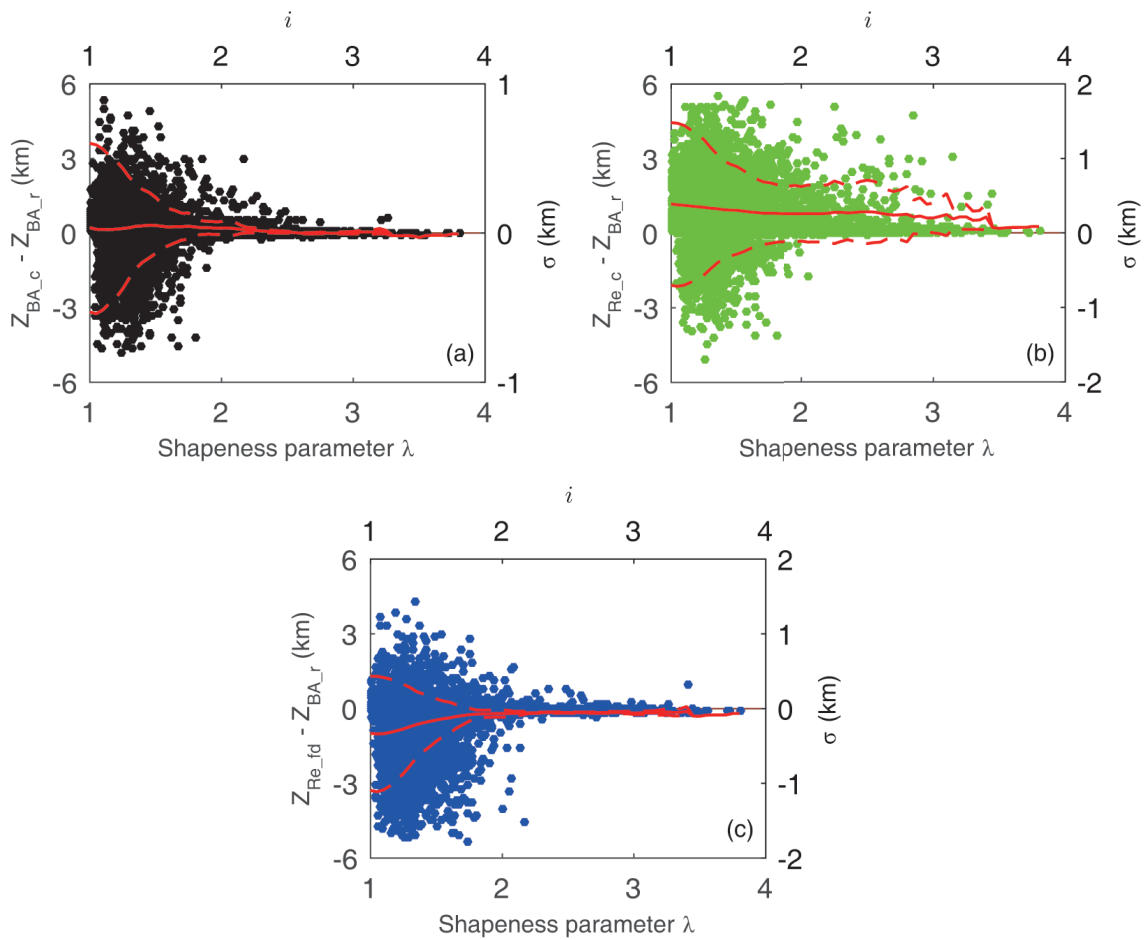 i
i
1 2 3 4
1 2 3 4
6 1
6 2
3
3 1
0 0
0 0
-3
-3 -1
-6 -1
-6 -2
Z_BA_c - Z_BA_r (km)
σ (km)
Z_Re_c - Z_BA_r (km)
σ (km)
(a)
(b)
1 2 3 4
1 2 3 4
Shapeness parameter λ
Shapeness parameter λ
i
1 2 3 4
6 2
3 1
0 0
-3 -1
-6 -2
Z_Re_fd - Z_BA_r (km)
σ (km)
(c)
1 2 3 4
Shapeness parameter λ